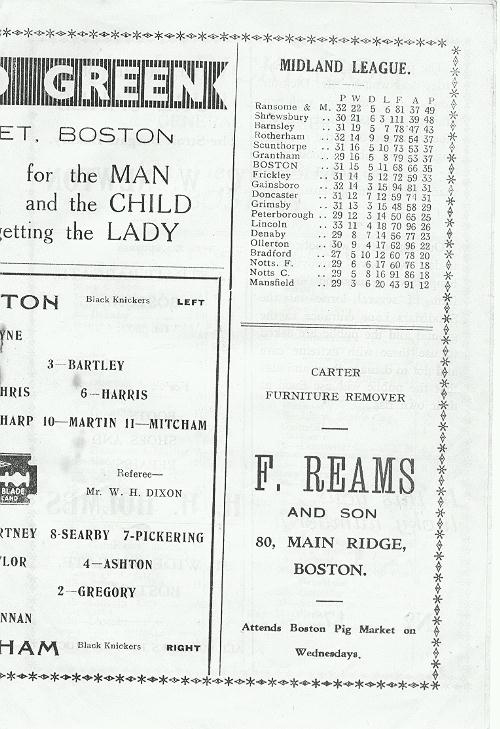 GREEN
ET, BOSTON
for the MAN
and the CHILD
getting the LADY
TON Black Knickers LEFT
YNE
3—BARTLEY
HRIS 6—HARRIS
HARP 10—MARTIN 11—MITCHAM
BLADE
Referee—
Mr. W. H. DIXON
RTNEY 8-SEARBY 7-PICKERING
YLOR 4—ASHTON
2—GREGORY
NNAN
HAM Black Knickers RIGHT
MIDLAND LEAGUE.
P W D L F A P
Ransome & M. 32 22 5 6 81 37 49
Shrewsbury .. 30 21 6 3 111 39 48
Barnsley .. 31 19 5 7 78 47 43
Rotherham .. 32 14 9 9 78 54 37
Scunthorpe .. 31 16 5 10 73 53 37
Grantham .. 29 16 5 8 79 53 37
BOSTON .. 31 15 5 11 68 66 35
Frickley .. 31 14 5 12 72 59 33
Gainsboro .. 32 14 3 15 94 81 31
Doncaster .. 31 12 7 12 59 74 31
Grimsby .. 31 13 3 15 48 58 29
Peterborough .. 29 12 3 14 50 65 25
Lincoln .. 33 11 4 18 70 96 26
Denaby .. 29 8 7 14 56 77 23
Ollerton .. 30 9 4 17 62 96 22
Bradford .. 27 5 10 12 60 78 20
Notts. F. .. 29 6 6 17 60 76 18
Notts C. .. 29 5 8 16 91 86 18
Mansfield .. 29 3 6 20 43 91 12
CARTER
FURNITURE REMOVER
F. REAMS
AND SON
80, MAIN RIDGE,
BOSTON.
Attends Boston Pig Market on
Wednesdays.